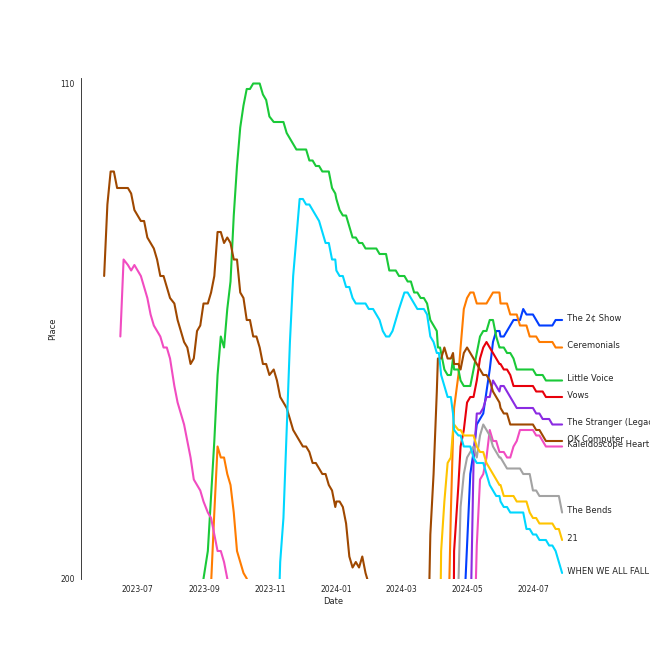 110
Place
The 2¢ Show
Ceremonials
Little Voice
Vows
The Stranger (Legac
OK Computer
Kaleidoscope Heart
The Bends
21
WHEN WE ALL FALL
200
2023-07 2023-09 2023-11 2024-01 2024-03 2024-05 2024-07
Date